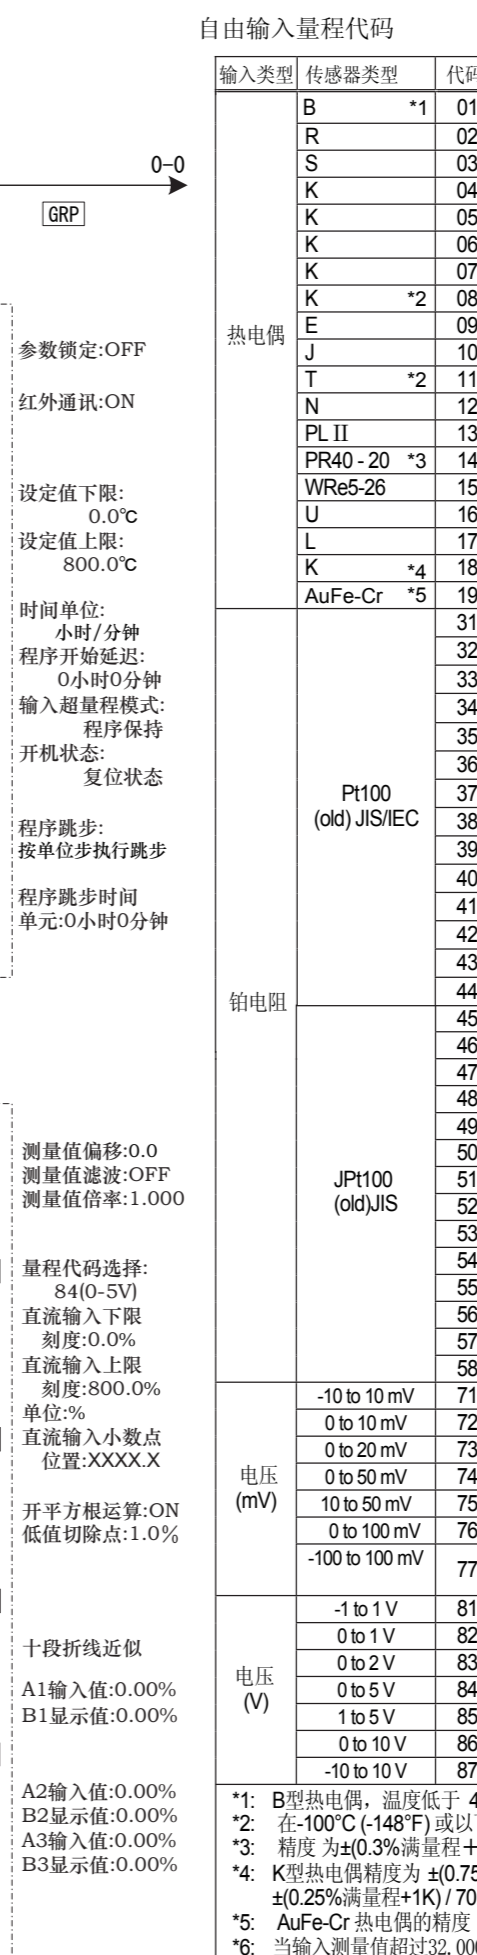 自由输入量程代码
0-0
GRP
参数锁定:OFF
红外通讯:ON
设定值下限:
0.0℃
设定值上限:
800.0℃
时间单位:
小时/分钟
程序开始延迟:
0小时0分钟
输入超量程模式:
程序保持
开机状态:
复位状态
程序跳步:
按单位步执行跳步
程序跳步时间
单元:0小时0分钟
测量值偏移:0.0
测量值滤波:OFF
测量值倍率:1.000
量程代码选择:
84(0-5V)
直流输入下限
刻度:0.0%
直流输入上限
刻度:800.0%
单位:%
直流输入小数点
位置:XXXX.X
开平方根运算:ON
低值切除点:1.0%
十段折线近似
A1输入值:0.00%
B1显示值:0.00%
A2输入值:0.00%
B2显示值:0.00%
A3输入值:0.00%
B3显示值:0.00%
输入类型 传感器类型 代码
热电偶
B *1 01
R 02
S 03
K 04
K 05
K 06
K 07
K *2 08
E 09
J 10
T *2 11
N 12
PL II 13
PR40 - 20 *3 14
WRe5-26 15
U 16
L 17
K *4 18
AuFe-Cr *5 19
铂电阻
Pt100
(old) JIS/IEC
31
32
33
34
35
36
37
38
39
40
41
42
43
44
JPt100
(old)JIS
45
46
47
48
49
50
51
52
53
54
55
56
57
58
电压
(mV)
-10 to 10 mV 71
0 to 10 mV 72
0 to 20 mV 73
0 to 50 mV 74
10 to 50 mV 75
0 to 100 mV 76
-100 to 100 mV 77
电压
(V)
-1 to 1 V 81
0 to 1 V 82
0 to 2 V 83
0 to 5 V 84
1 to 5 V 85
0 to 10 V 86
-10 to 10 V 87
*1: B型热电偶，温度低于 4
*2: 在-100°C (-148°F) 或以
*3: 精度 为±(0.3%满量程＋
*4: K型热电偶精度为 ±(0.75
±(0.25%满量程+1K) / 70
*5: AuFe-Cr 热电偶的精度
*6: 当输入测量值超过32,000